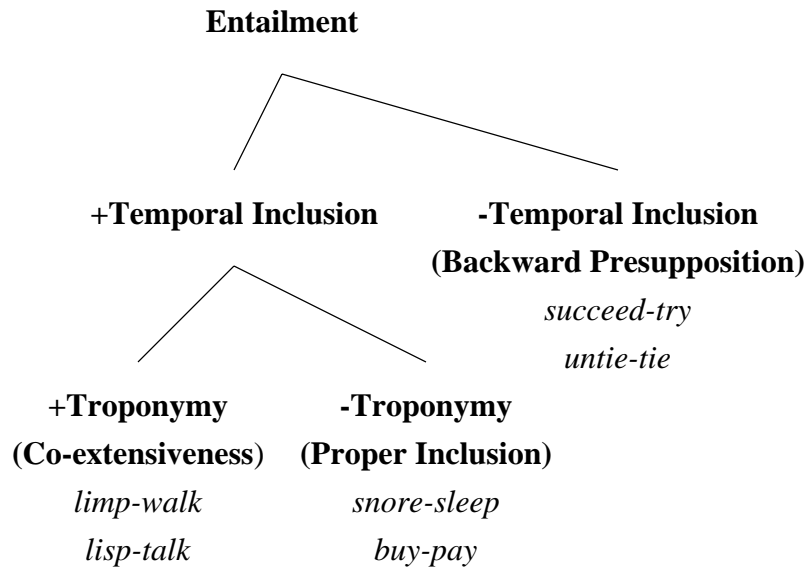 Entailment
+Temporal Inclusion
-Temporal Inclusion
(Backward Presupposition)
succeed-try
untie-tie
+Troponymy
(Co-extensiveness)
limp-walk
lisp-talk
-Troponymy
(Proper Inclusion)
snore-sleep
buy-pay